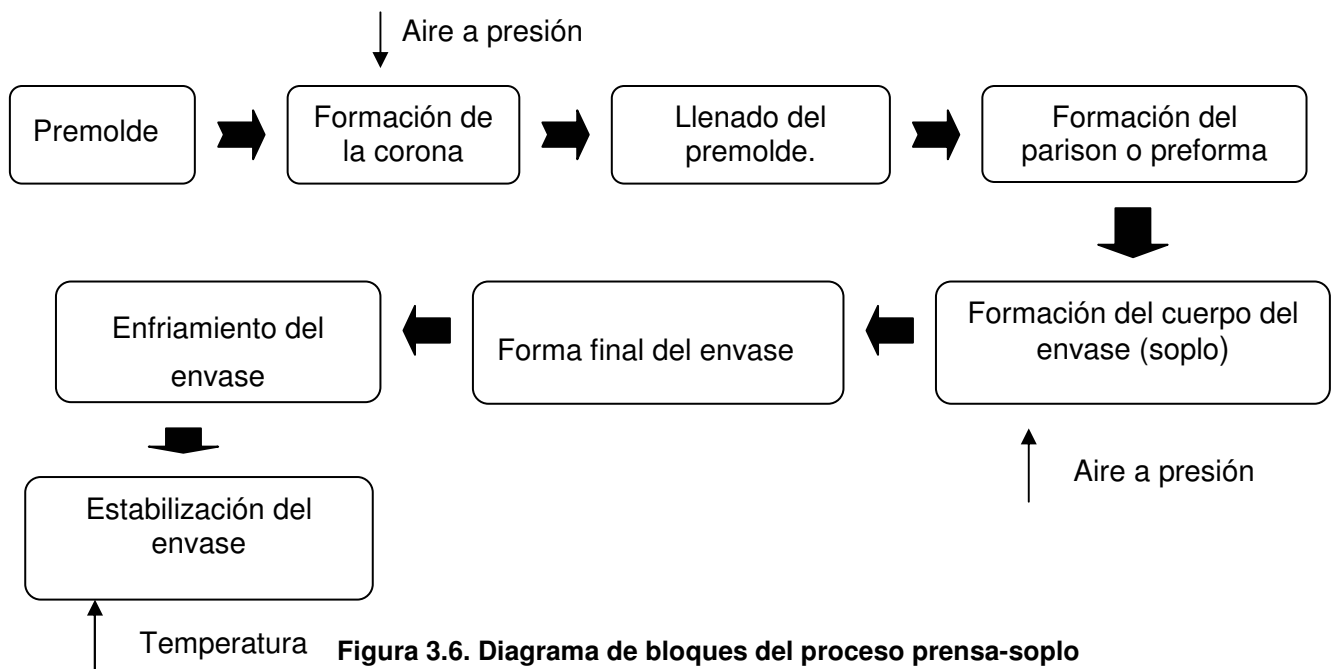 Aire a presión
Premolde
Formación de
la corona
Llenado del
premolde.
Formación del
parison o preforma
Formación del cuerpo del
envase (soplo)
Aire a presión
Forma final del envase
Enfriamiento del
envase
Estabilización del
envase
Temperatura
Figura 3.6. Diagrama de bloques del proceso prensa-soplo